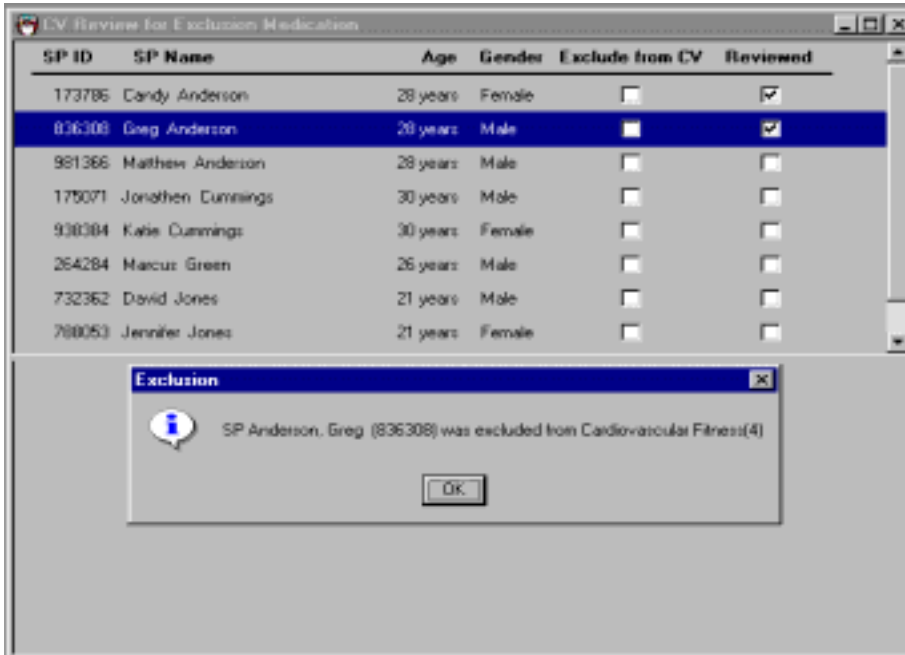 CV Review for Exclusion Medication
SP ID SP Name Age Gender Exclude from CV Reviewed
173786 Candy Anderson 28 years Female
836308 Greg Anderson 28 years Male
981366 Matthew Anderson 28 years Male
175071 Jonathen Cummings 30 years Male
938384 Katie Cummings 30 years Female
264284 Marcus Green 26 years Male
732362 David Jones 21 years Male
788053 Jennifer Jones 21 years Female
Exclusion
SP Anderson, Greg (836308) was excluded from Cardiovascular Fitness(4)
OK